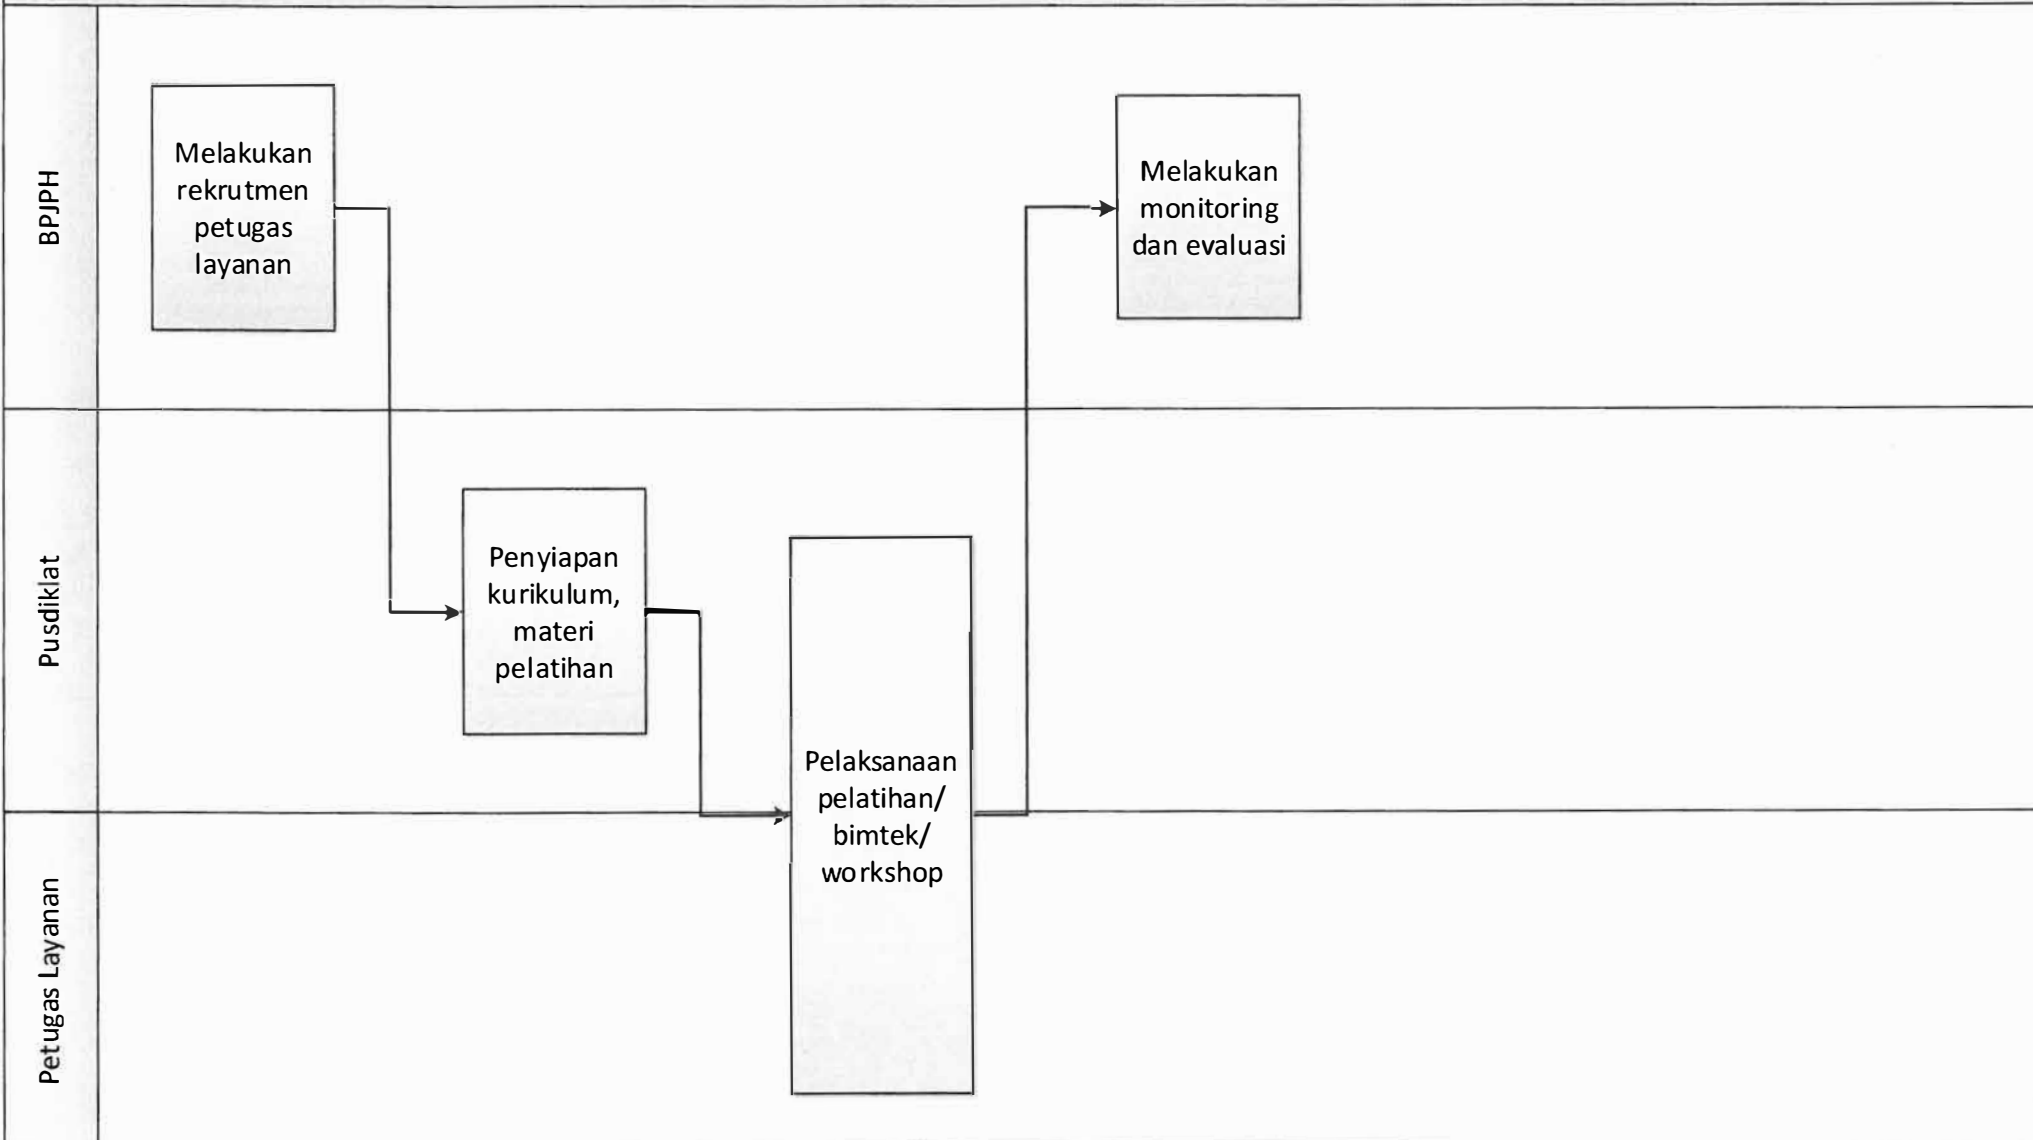 BPJPH
Melakukan
rekrutmen
petugas
layanan
Melakukan
monitoring
dan evaluasi
Pusdiklat
Penyiapan
kurikulum,
materi
pelatihan
Pelaksanaan
pelatihan/
bimtek/
workshop
Petugas Layanan